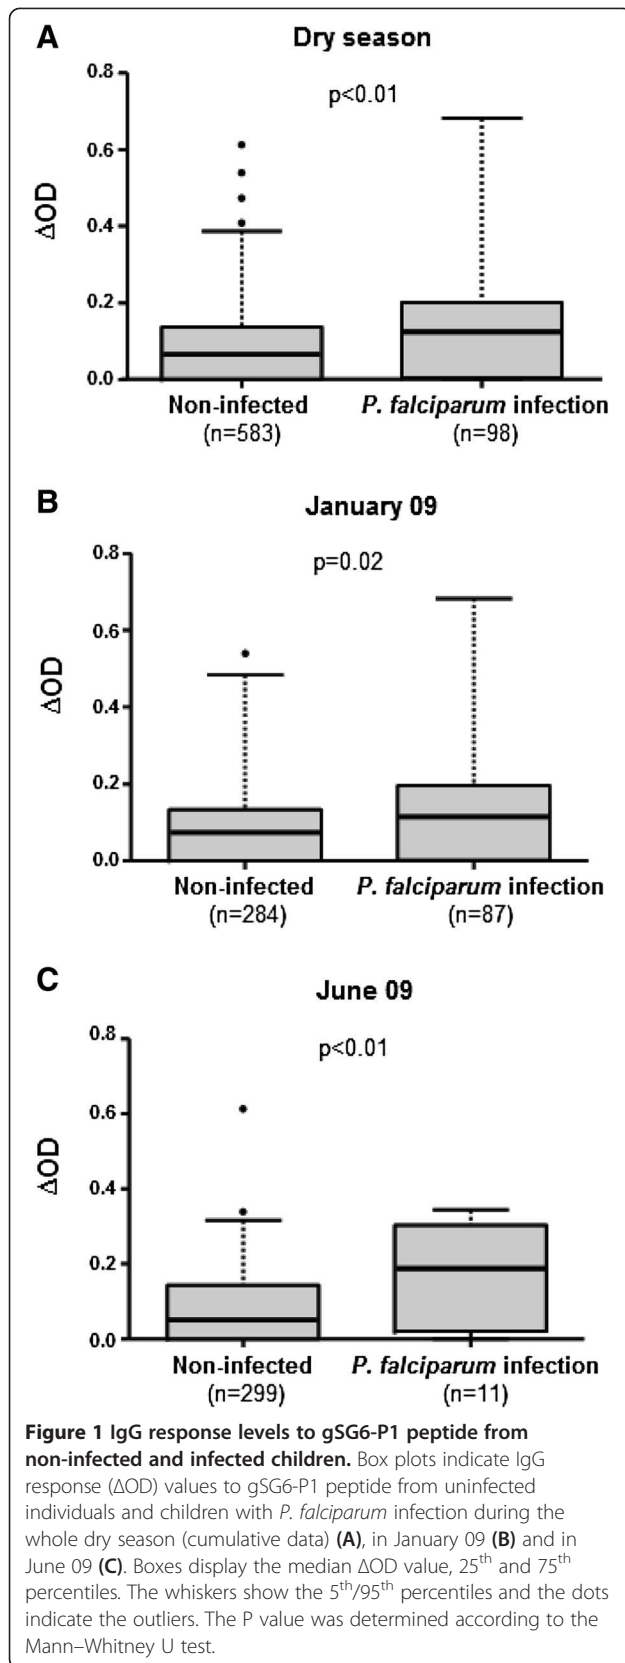 A
Dry season
p<0.01
ΔOD
0.8
0.6
0.4
0.2
0.0
Non-infected
(n=583)
P. falciparum infection
(n=98)
B
January 09
p=0.02
ΔOD
0.8
0.6
0.4
0.2
0.0
Non-infected
(n=284)
P. falciparum infection
(n=87)
C
June 09
p<0.01
ΔOD
0.8
0.6
0.4
0.2
0.0
Non-infected
(n=299)
P. falciparum infection
(n=11)
Figure 1 IgG response levels to gSG6-P1 peptide from
non-infected and infected children. Box plots indicate IgG
response (ΔOD) values to gSG6-P1 peptide from uninfected
individuals and children with P. falciparum infection during the
whole dry season (cumulative data) (A), in January 09 (B) and in
June 09 (C). Boxes display the median ΔOD value, 25th and 75th
percentiles. The whiskers show the 5th/95th percentiles and the dots
indicate the outliers. The P value was determined according to the
Mann–Whitney U test.